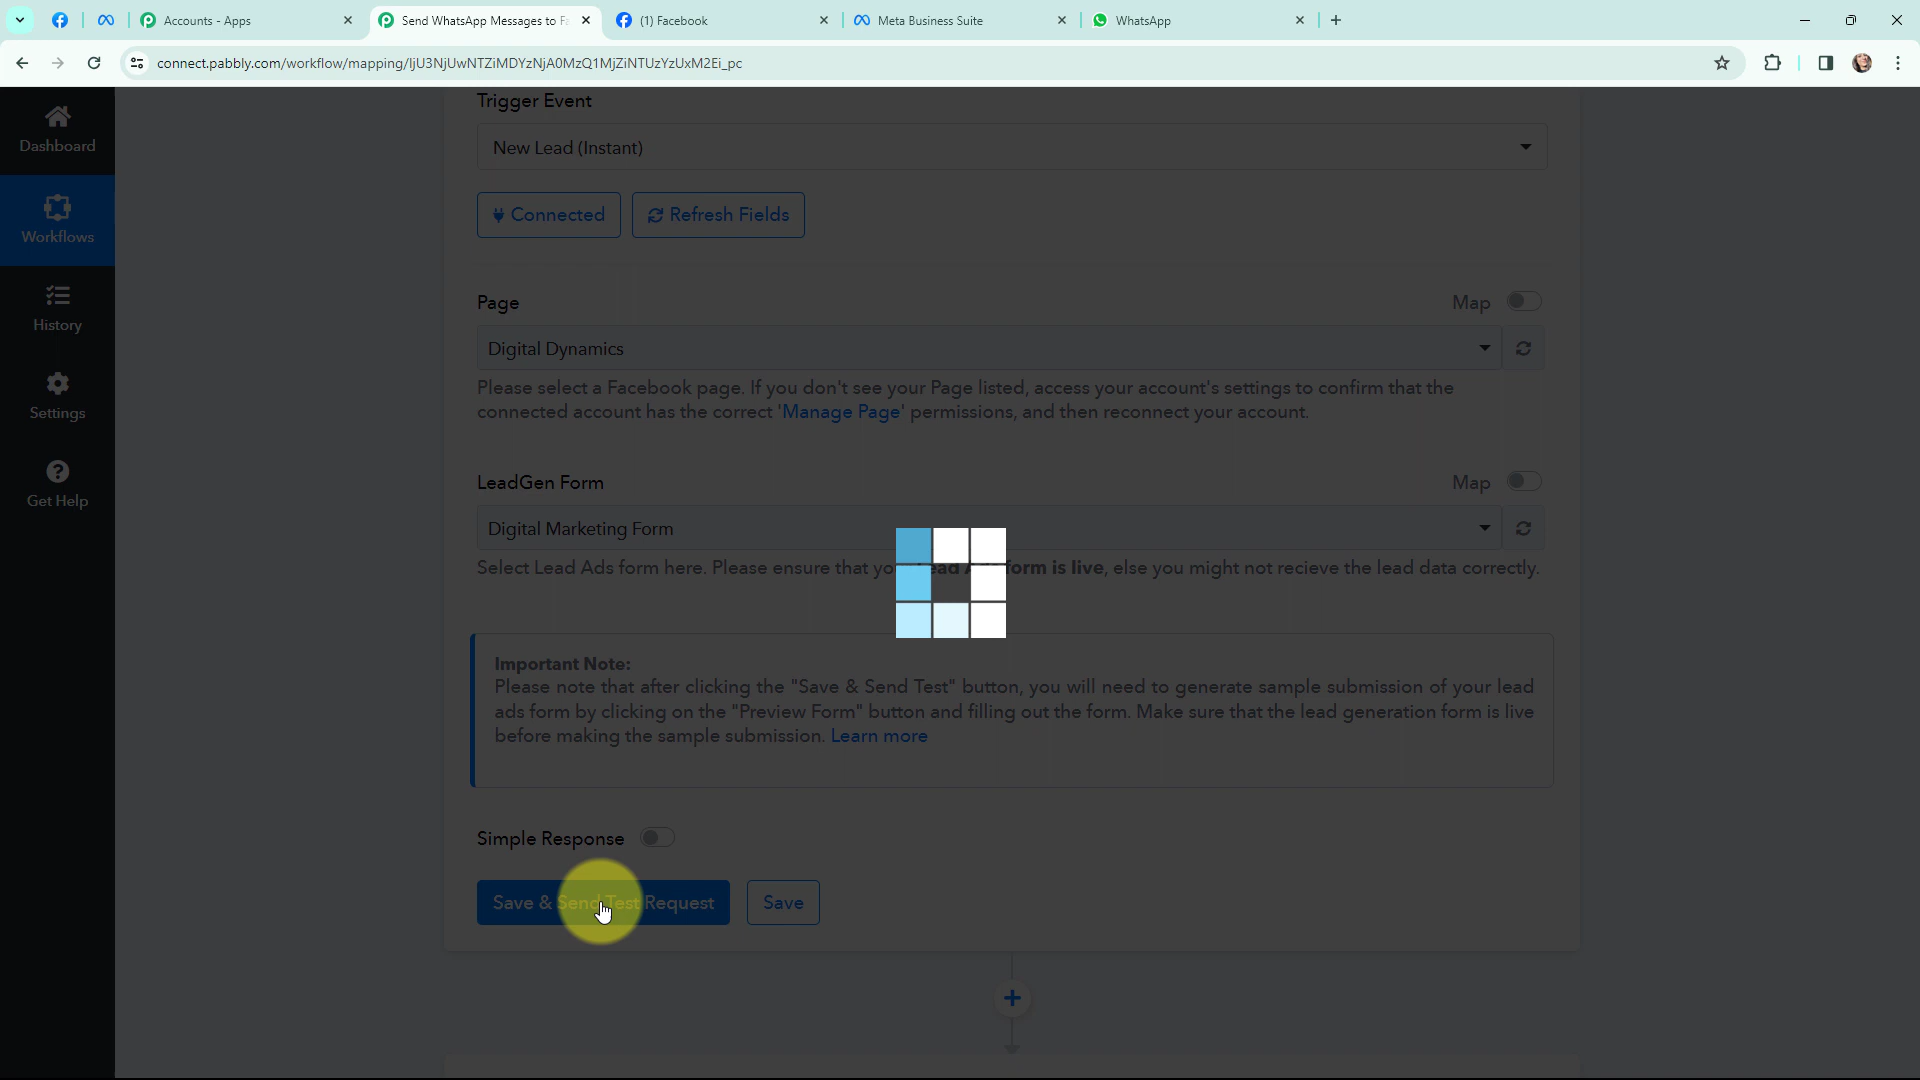 Accounts - Apps
Send WhatsApp Messages to Fa
(1) Facebook
Meta Business Suite
WhatsApp
connect.pabbly.com/workflow/mapping/IjU3NjUwNTZiMDYzNjA0MzQ1MjZiNTUzYzUxM2Ei_pc
Dashboard
Workflows
History
Settings
Get Help
Trigger Event
New Lead (Instant)
Connected
Refresh Fields
Page
Map
Digital Dynamics
Please select a Facebook page. If you don't see your Page listed, access your account's settings to confirm that the
connected account has the correct 'Manage Page' permissions, and then reconnect your account.
LeadGen Form
Map
Digital Marketing Form
Select Lead Ads form here. Please ensure that form is live, else you might not recieve the lead data correctly.
Important Note:
Please note that after clicking the "Save & Send Test" button, you will need to generate sample submission of your lead
ads form by clicking on the "Preview Form" button and filling out the form. Make sure that the lead generation form is live
before making the sample submission. Learn more
Simple Response
Save & Send Test Request
Save